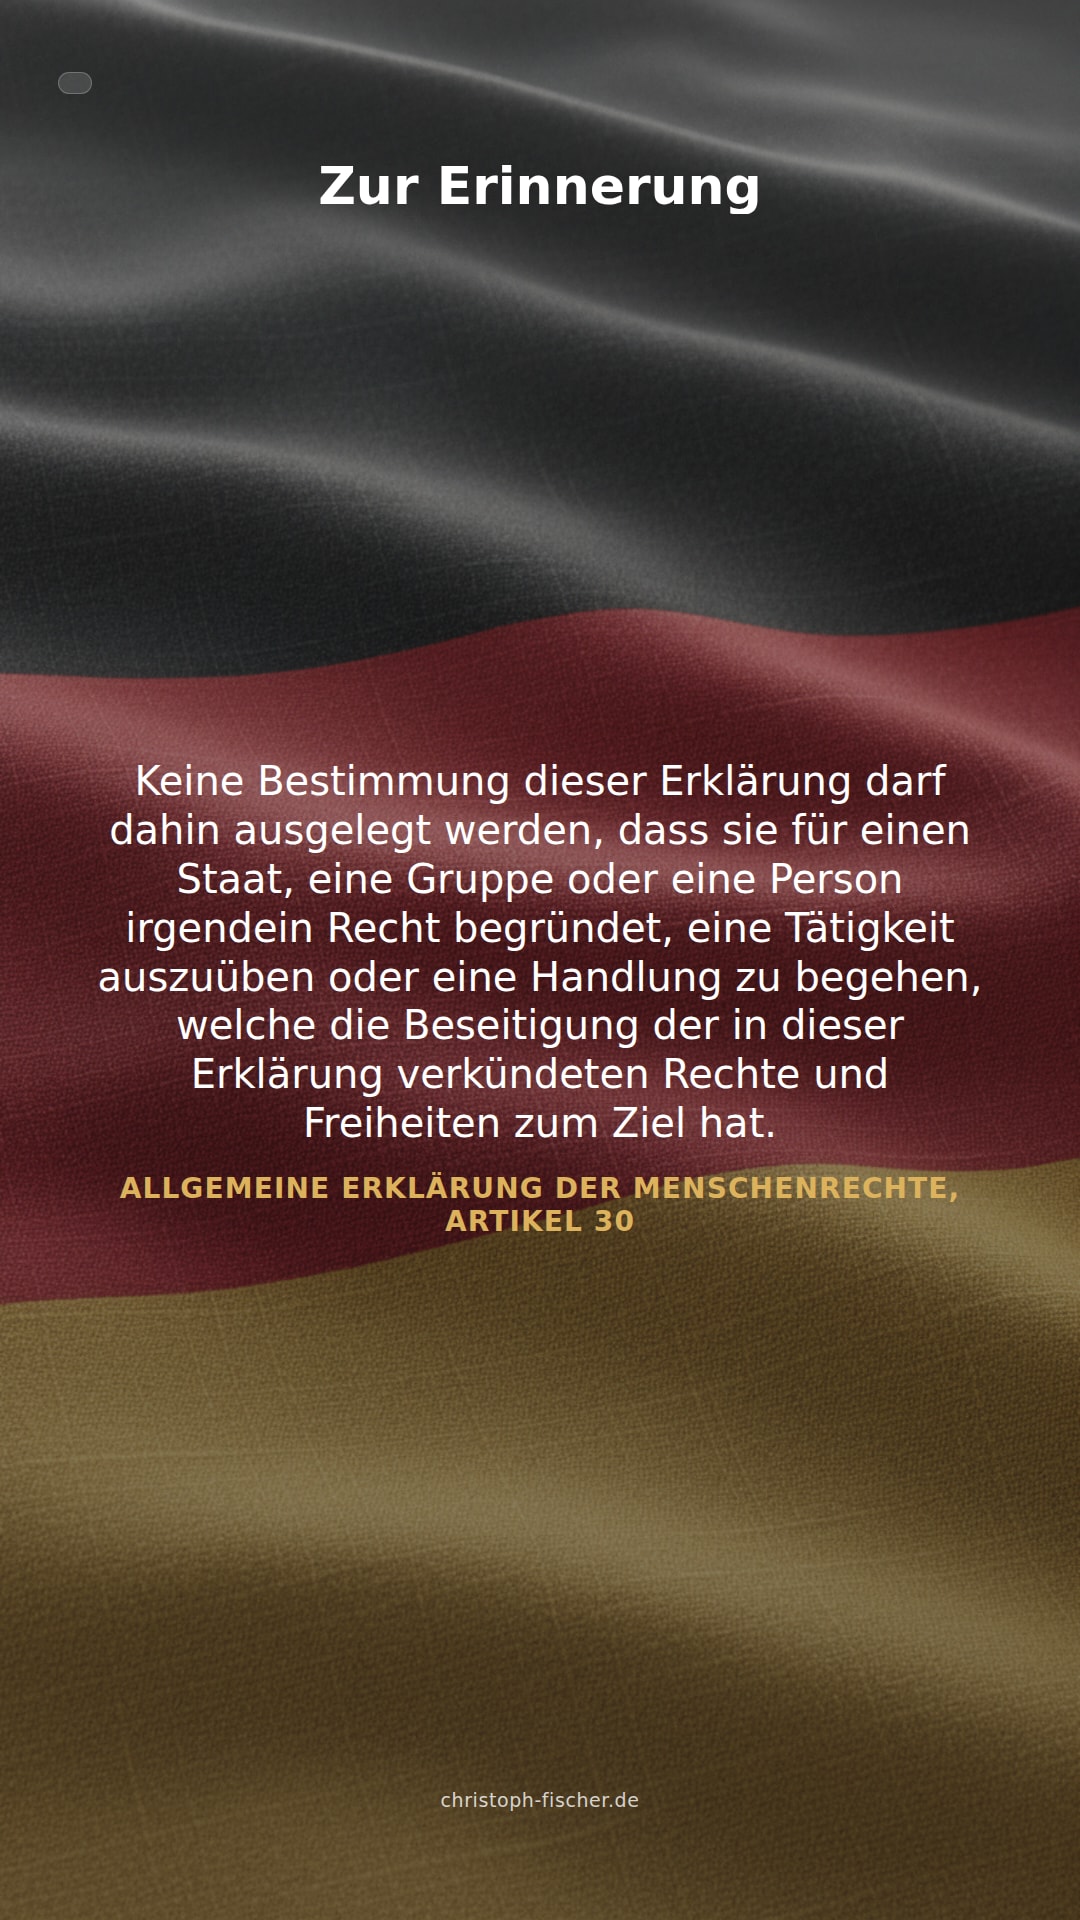 Zur Erinnerung
Keine Bestimmung dieser Erklärung darf
dahin ausgelegt werden, dass sie für einen
Staat, eine Gruppe oder eine Person
irgendein Recht begründet, eine Tätigkeit
auszuüben oder eine Handlung zu begehen,
welche die Beseitigung der in dieser
Erklärung verkündeten Rechte und
Freiheiten zum Ziel hat.
ALLGEMEINE ERKLÄRUNG DER MENSCHENRECHTE,
ARTIKEL 30
christoph-fischer.de